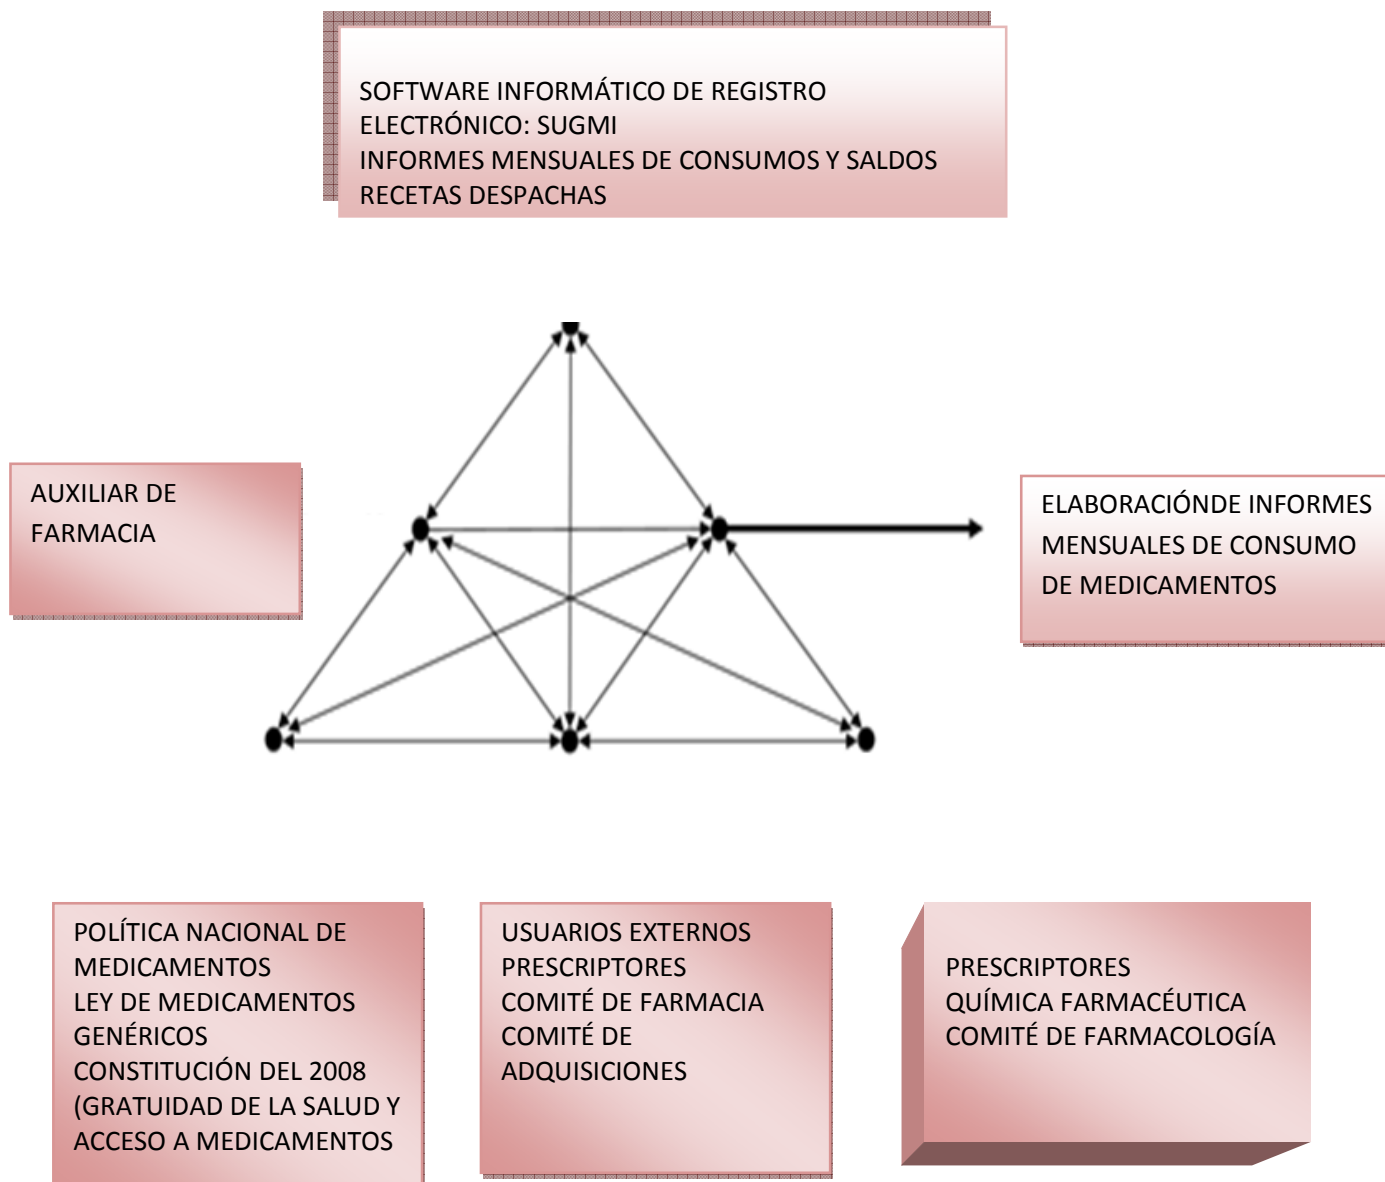 SOFTWARE INFORMÁTICO DE REGISTRO
ELECTRÓNICO: SUGMI
INFORMES MENSUALES DE CONSUMOS Y SALDOS
RECETAS DESPACHAS
AUXILIAR DE
FARMACIA
ELABORACIÓNDE INFORMES
MENSUALES DE CONSUMO
DE MEDICAMENTOS
POLÍTICA NACIONAL DE
MEDICAMENTOS
LEY DE MEDICAMENTOS
GENÉRICOS
CONSTITUCIÓN DEL 2008
(GRATUIDAD DE LA SALUD Y
ACCESO A MEDICAMENTOS
USUARIOS EXTERNOS
PRESCRIPTORES
COMITÉ DE FARMACIA
COMITÉ DE
ADQUISICIONES
PRESCRIPTORES
QUÍMICA FARMACÉUTICA
COMITÉ DE FARMACOLOGÍA